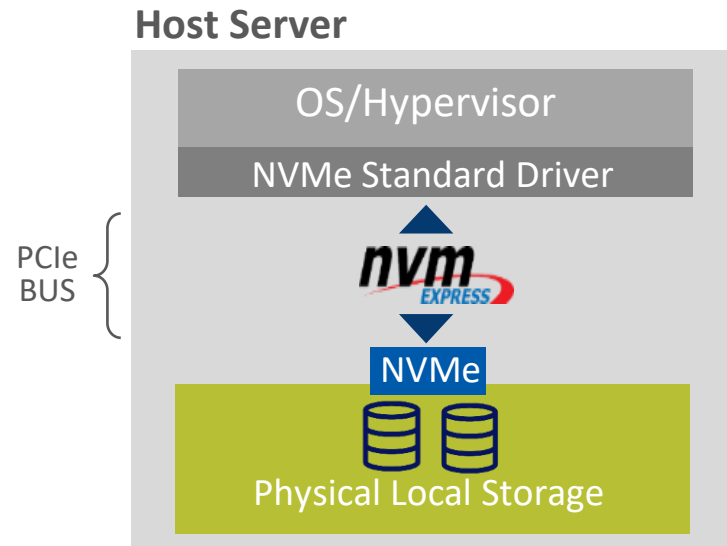 Host Server
OS/Hypervisor
NVMe Standard Driver
PCIe
BUS
nvm
EXPRESS
NVMe
Physical Local Storage